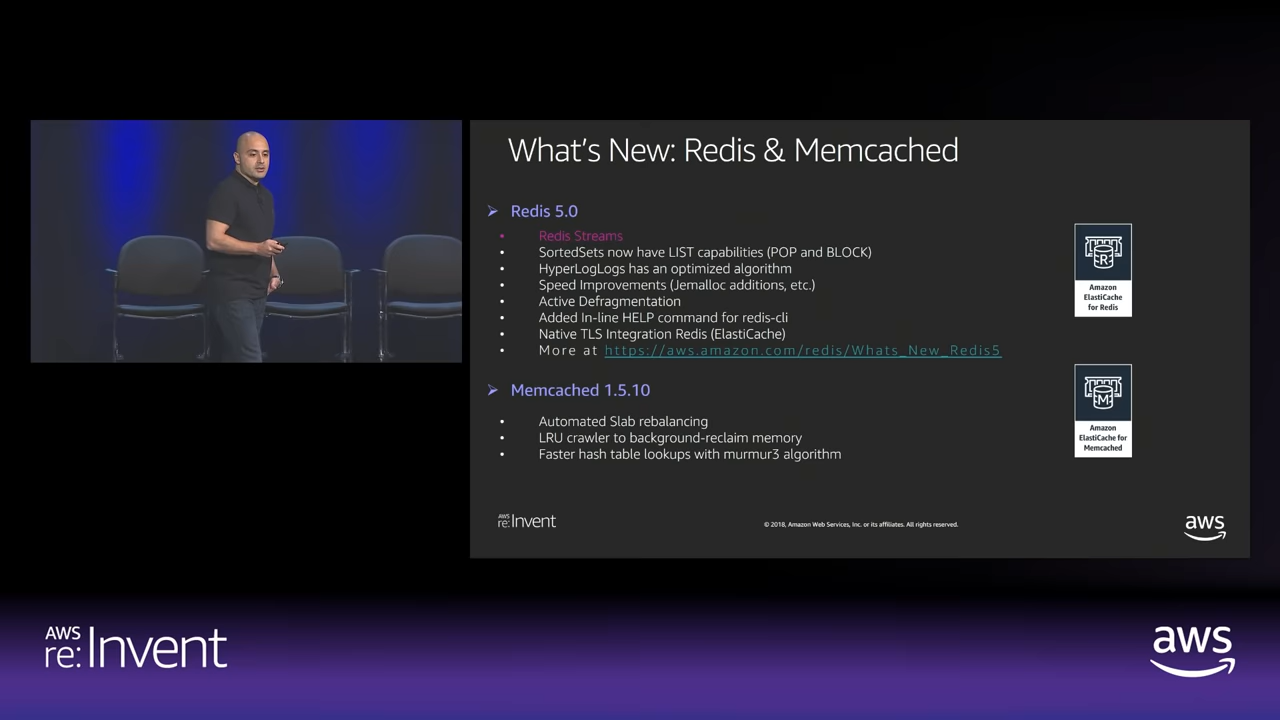 What's New: Redis & Memcached
➢ Redis 5.0
• Redis Streams
• SortedSets now have LIST capabilities (POP and BLOCK)
• HyperLogLogs has an optimized algorithm
• Speed Improvements (Jemalloc additions, etc.)
• Active Defragmentation
• Added In-line HELP command for redis-cli
• Native TLS Integration Redis (ElastiCache)
• More at https://aws.amazon.com/redis/Whats_New_Redis5
R
Amazon
ElastiCache
for Redis
➢ Memcached 1.5.10
• Automated Slab rebalancing
• LRU crawler to background-reclaim memory
• Faster hash table lookups with murmur3 algorithm
M
Amazon
ElastiCache for
Memcached
AWS
re:Invent
© 2018, Amazon Web Services, Inc. or its affiliates. All rights reserved.
aws
AWS
re:Invent
aws